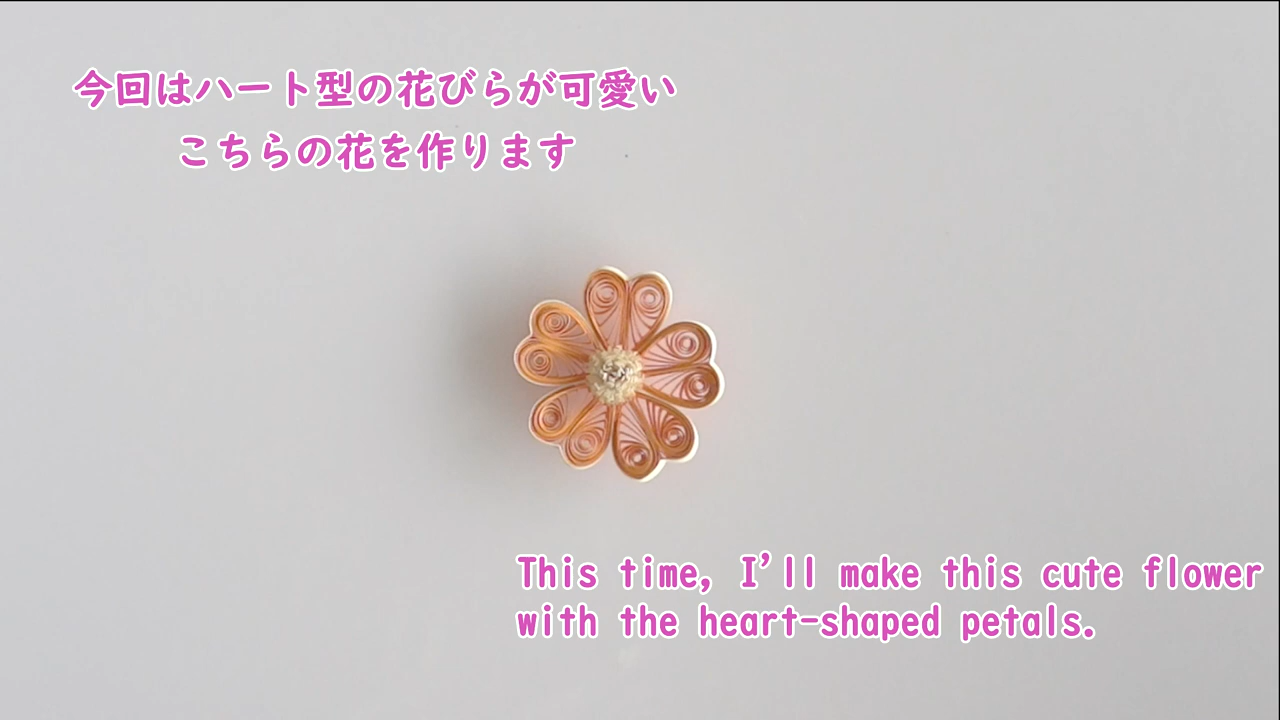 今回はハート型の花びらが可愛い
こちらの花を作ります
This time, I'll make this cute flower
with the heart-shaped petals.